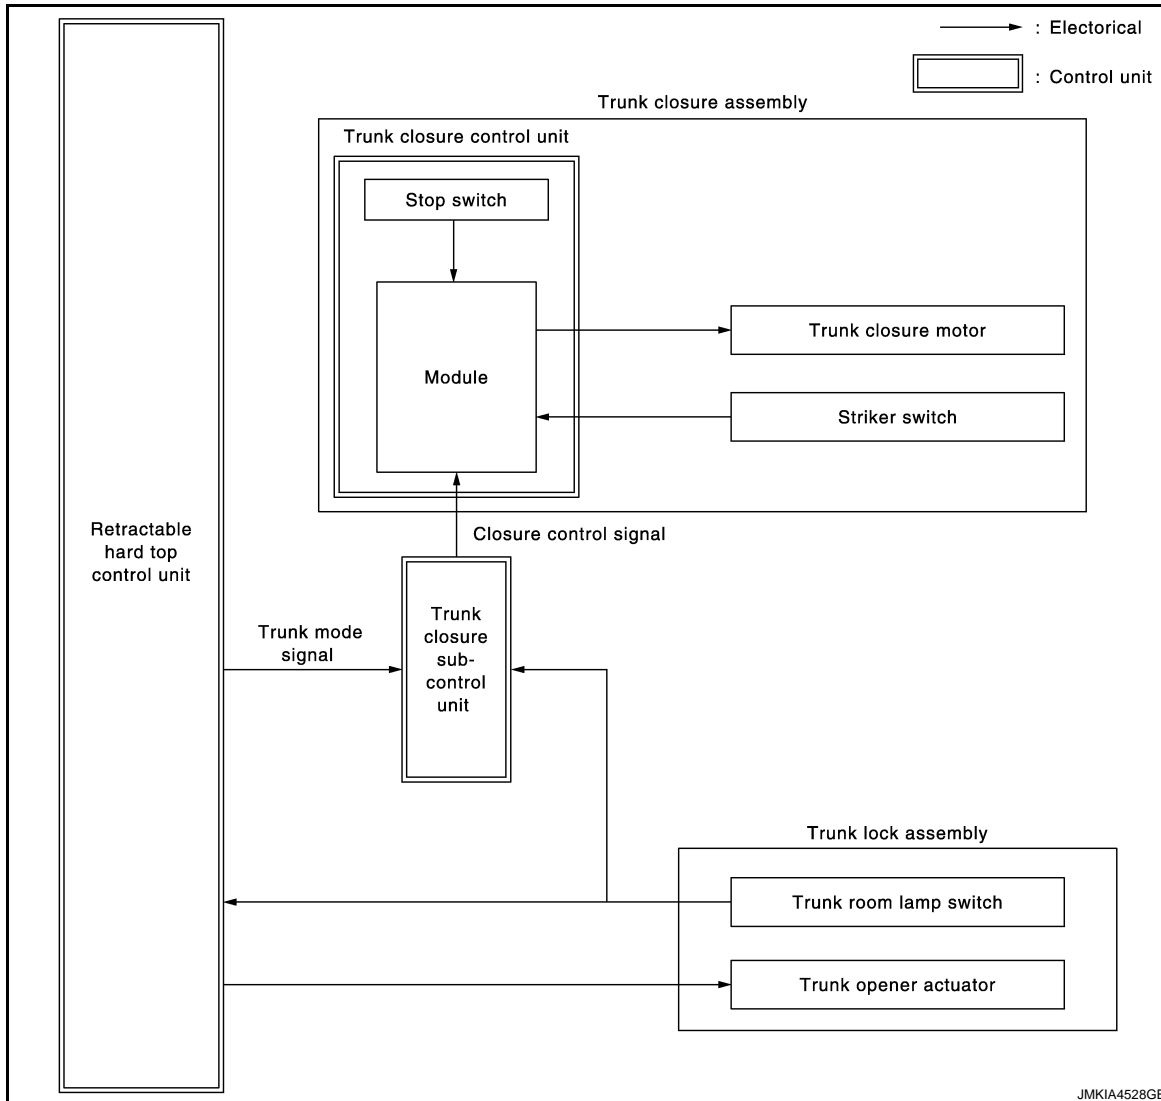 : Electorical
: Control unit
Trunk closure assembly
Trunk closure control unit
Stop switch
Trunk closure motor
Module
Striker switch
Closure control signal
Retractable
hard top
control unit
Trunk mode
signal
Trunk
closure
sub-
control
unit
Trunk lock assembly
Trunk room lamp switch
Trunk opener actuator
JMKIA4528GB